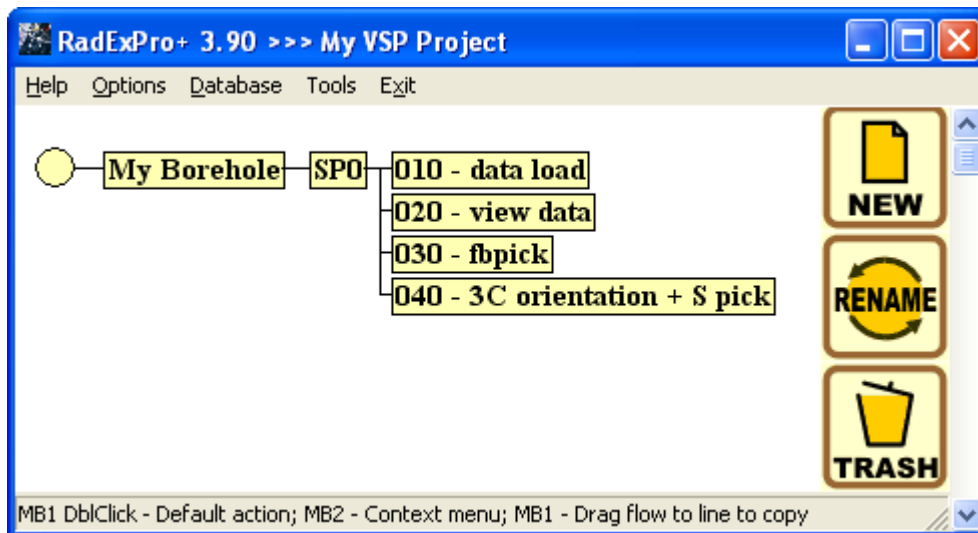 RadExPro+ 3.90 >>> My VSP Project
Help Options Database Tools Exit
My Borehole SP0 010 - data load
020 - view data
030 - fbpick
040 - 3C orientation + S pick
NEW
RENAME
TRASH
MB1 DblClick - Default action; MB2 - Context menu; MB1 - Drag flow to line to copy